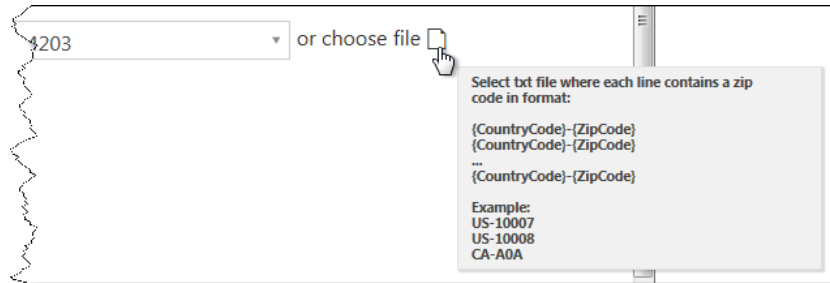 4203 or choose file
Select txt file where each line contains a zip
code in format:
{CountryCode}-{ZipCode}
{CountryCode}-{ZipCode}
...
{CountryCode}-{ZipCode}
Example:
US-10007
US-10008
CA-A0A